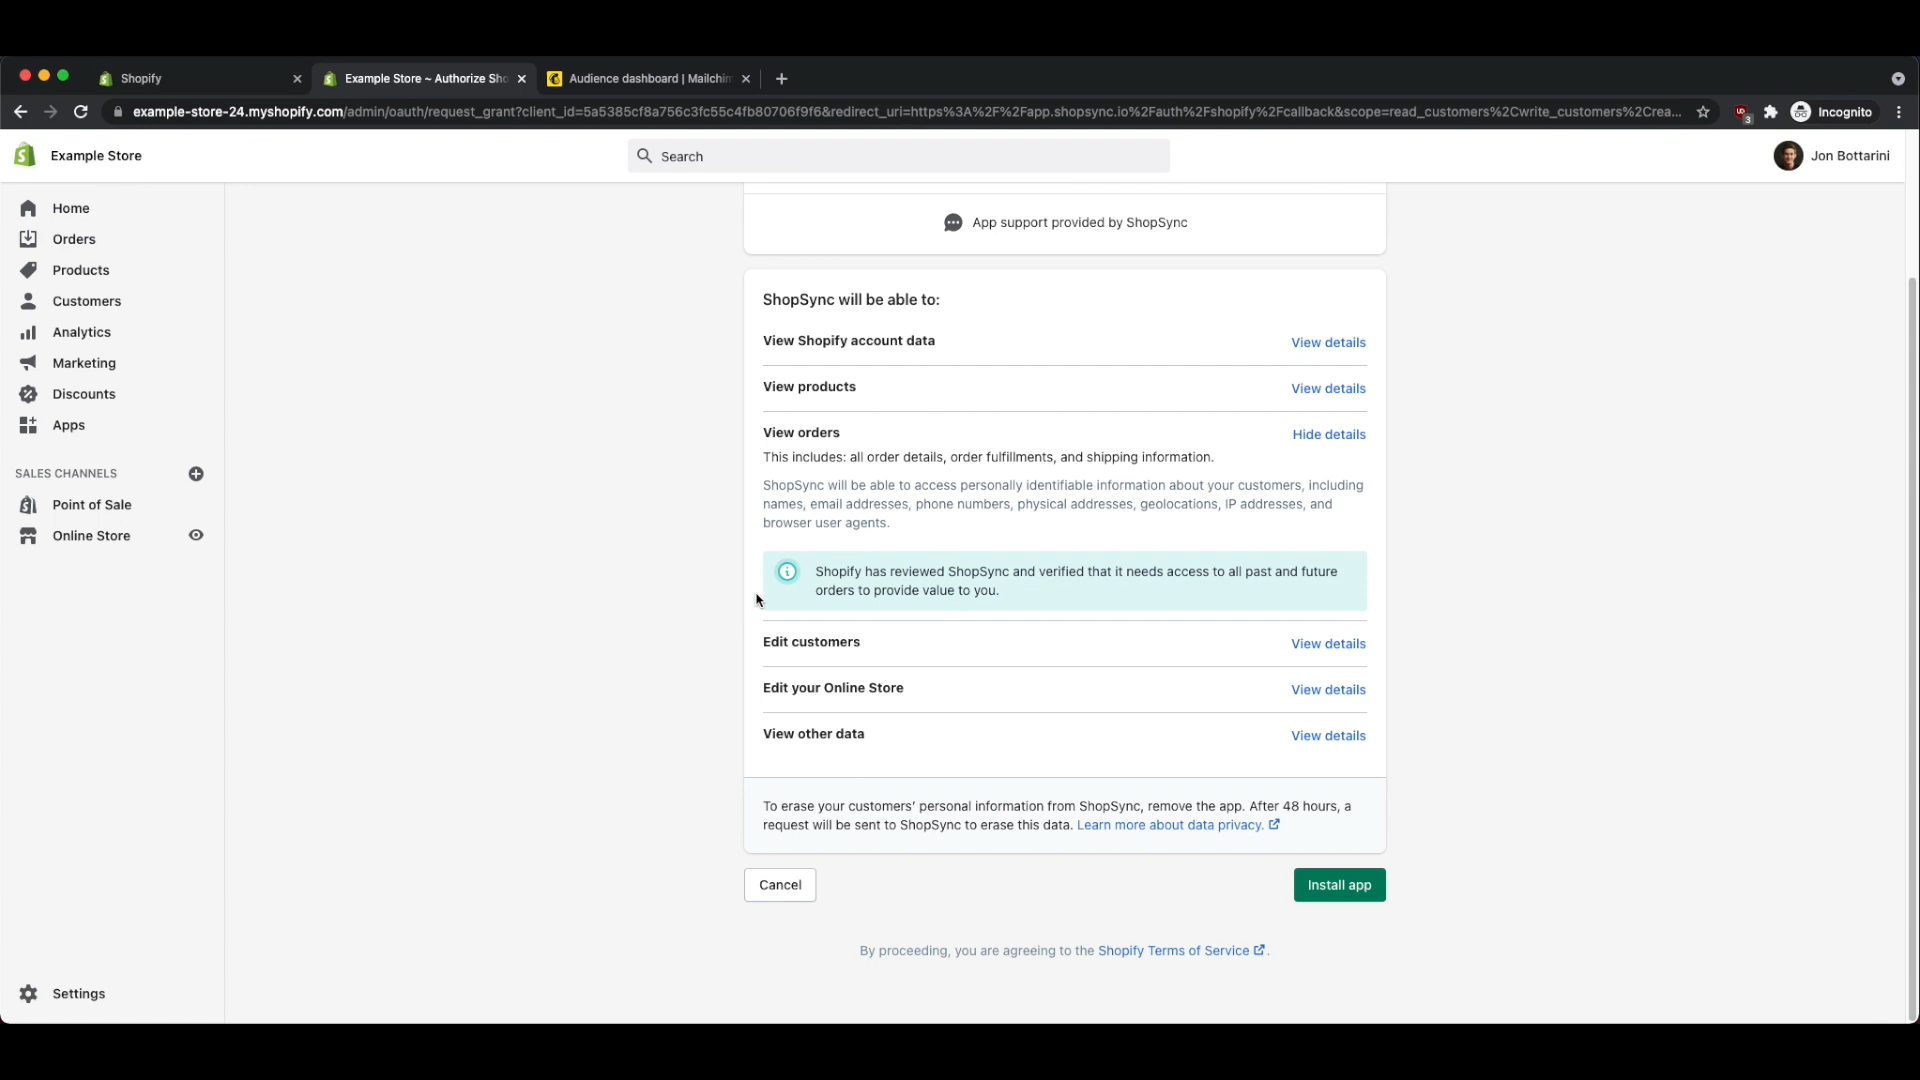 Shopify
Example Store ~ Authorize Sho
Audience dashboard | Mailchim
example-store-24.myshopify.com/admin/oauth/request_grant?client_id=5a5385cf8a756c3fc55c4fb80706f9f6&redirect_uri=https%3A%2F%2Fapp.shopsync.io%2Fauth%2Fshopify%2Fcallback&scope=read_customers%2Cwrite_customers%2Crea...
3
Incognito
Example Store
Search
Jon Bottarini
Home
Orders
Products
Customers
Analytics
Marketing
Discounts
Apps
SALES CHANNELS
Point of Sale
Online Store
Settings
App support provided by ShopSync
ShopSync will be able to:
View Shopify account data
View details
View products
View details
View orders
Hide details
This includes: all order details, order fulfillments, and shipping information.
ShopSync will be able to access personally identifiable information about your customers, including
names, email addresses, phone numbers, physical addresses, geolocations, IP addresses, and
browser user agents.
Shopify has reviewed ShopSync and verified that it needs access to all past and future
orders to provide value to you.
Edit customers
View details
Edit your Online Store
View details
View other data
View details
To erase your customers' personal information from ShopSync, remove the app. After 48 hours, a
request will be sent to ShopSync to erase this data. Learn more about data privacy.
Cancel
Install app
By proceeding, you are agreeing to the Shopify Terms of Service .